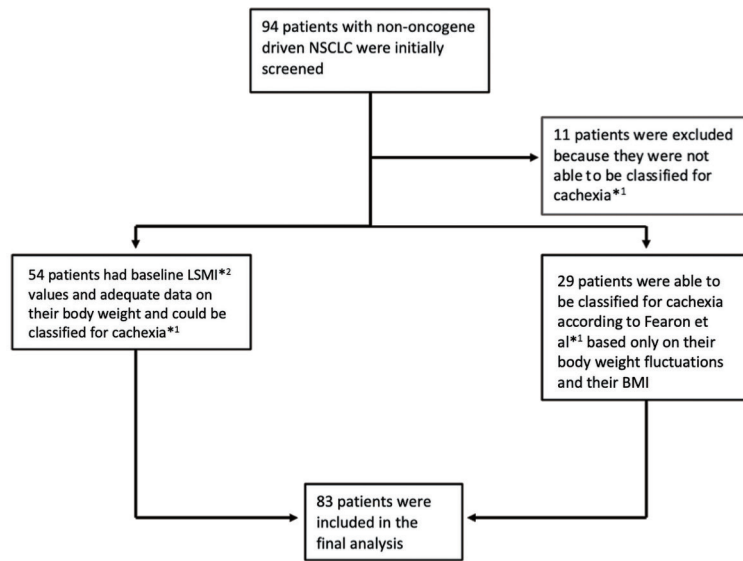 94 patients with non-oncogene
driven NSCLC were initially
screened
11 patients were excluded
because they were not
able to be classified for
cachexia*1
54 patients had baseline LSMI*2
values and adequate data on
their body weight and could be
classified for cachexia*1
29 patients were able to
be classified for cachexia
according to Fearon et
al*1 based only on their
body weight fluctuations
and their BMI
83 patients were
included in the
final analysis